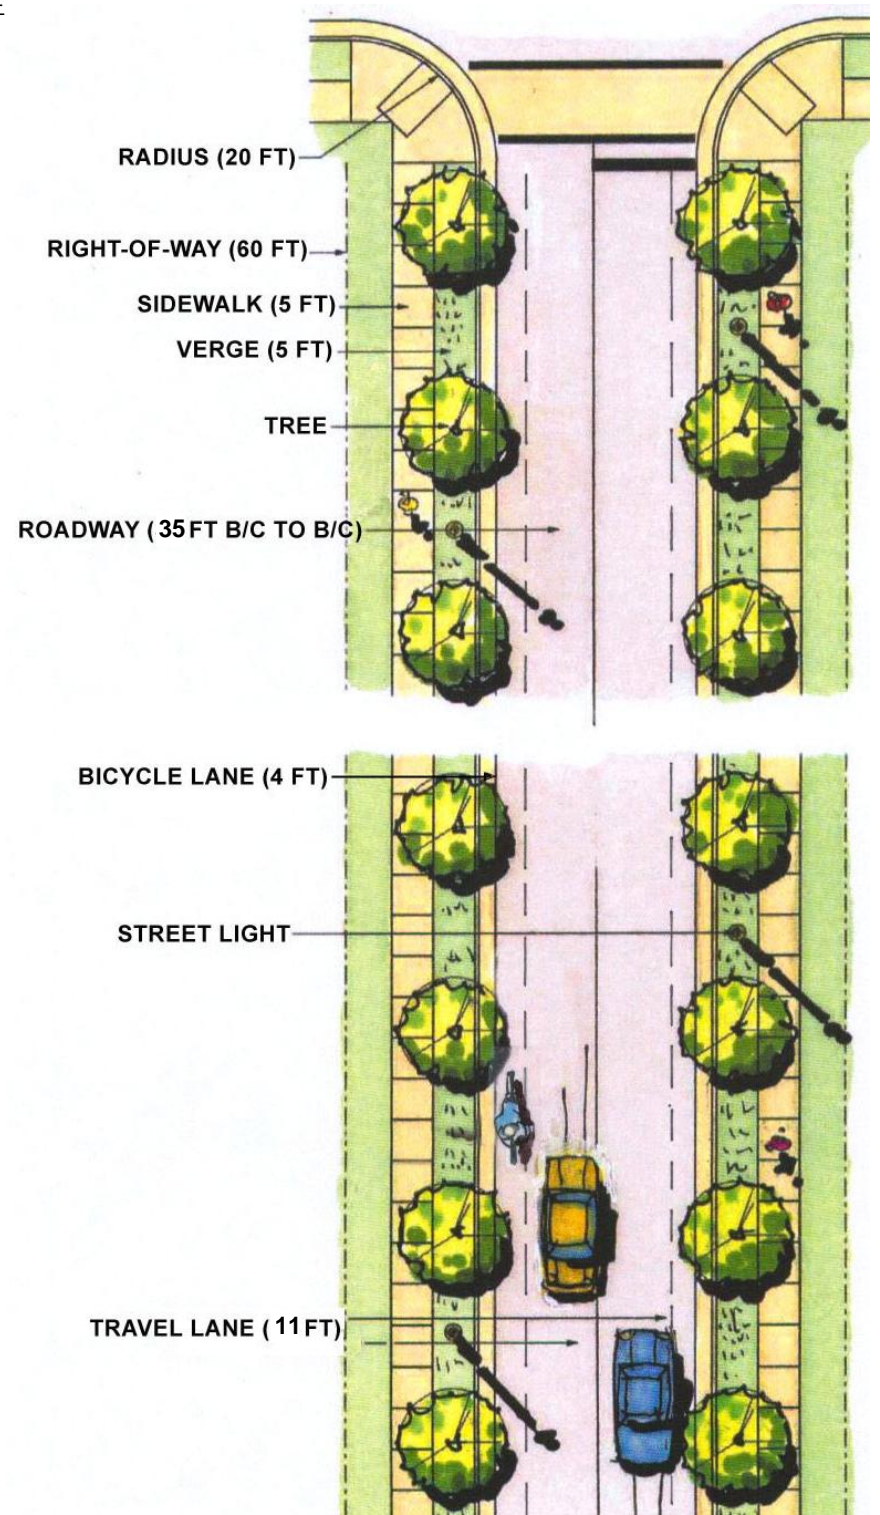 RADIUS (20 FT)
RIGHT-OF-WAY (60 FT)
SIDEWALK (5 FT)
VERGE (5 FT)
TREE
ROADWAY (35 FT B/C TO B/C)
BICYCLE LANE (4 FT)
STREET LIGHT
TRAVEL LANE (11 FT)